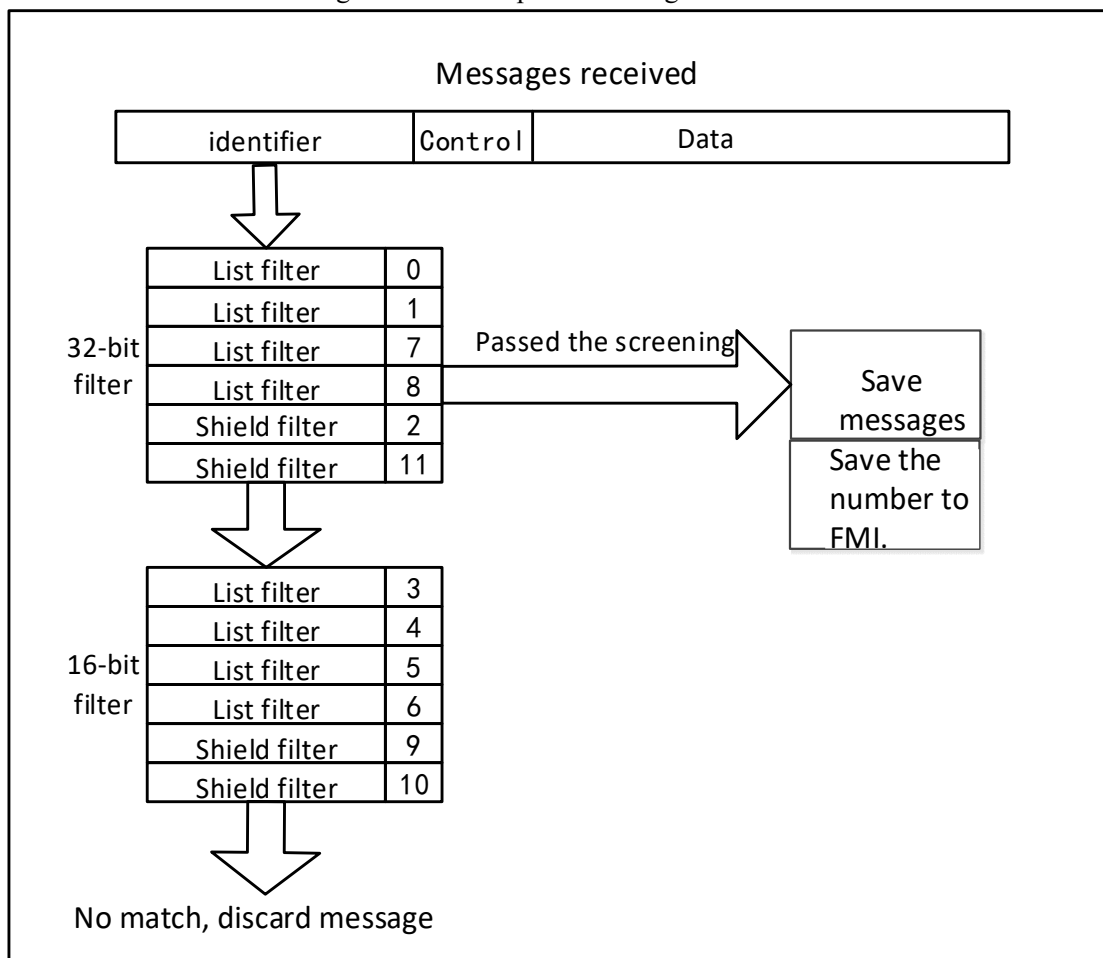 Messages received
identifier Control Data
List filter 0
List filter 1
32-bit
filter
List filter 7
Passed the screening
List filter 8
Shield filter 2
Shield filter 11
Save
messages
Save the
number to
FMI.
List filter 3
List filter 4
16-bit
filter
List filter 5
List filter 6
Shield filter 9
Shield filter 10
No match, discard message